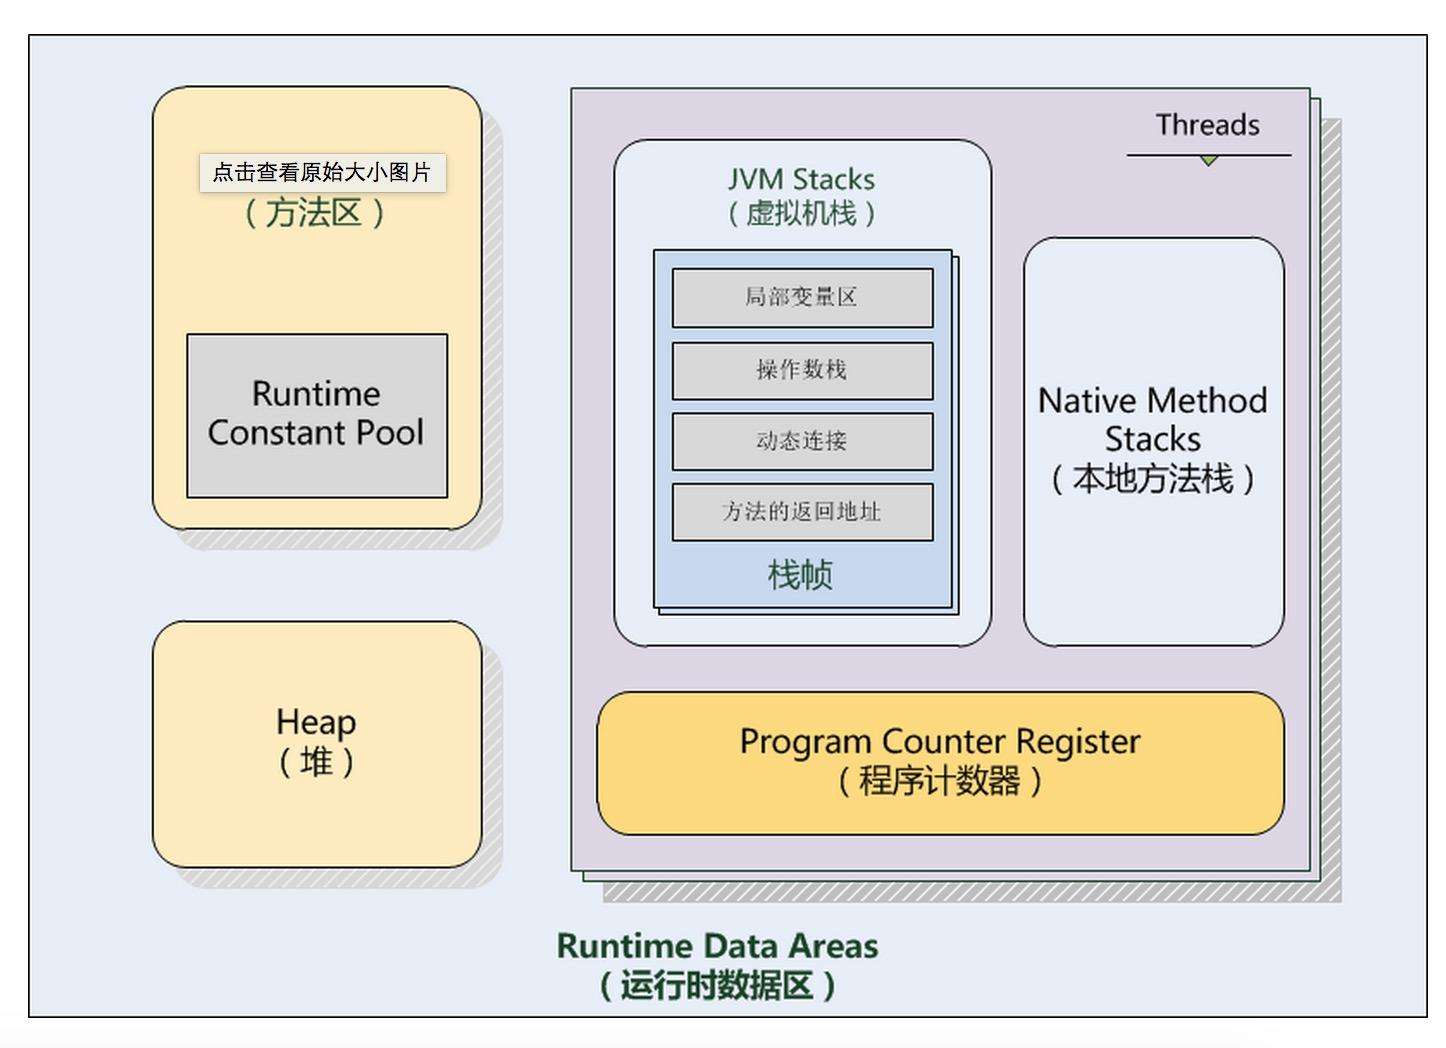 点击查看原始大小图片
（方法区）
Runtime
Constant Pool
Heap
（堆）
Threads
JVM Stacks
（虚拟机栈）
局部变量区
操作数栈
动态连接
方法的返回地址
栈帧
Native Method
Stacks
（本地方法栈）
Program Counter Register
（程序计数器）
Runtime Data Areas
（运行时数据区）